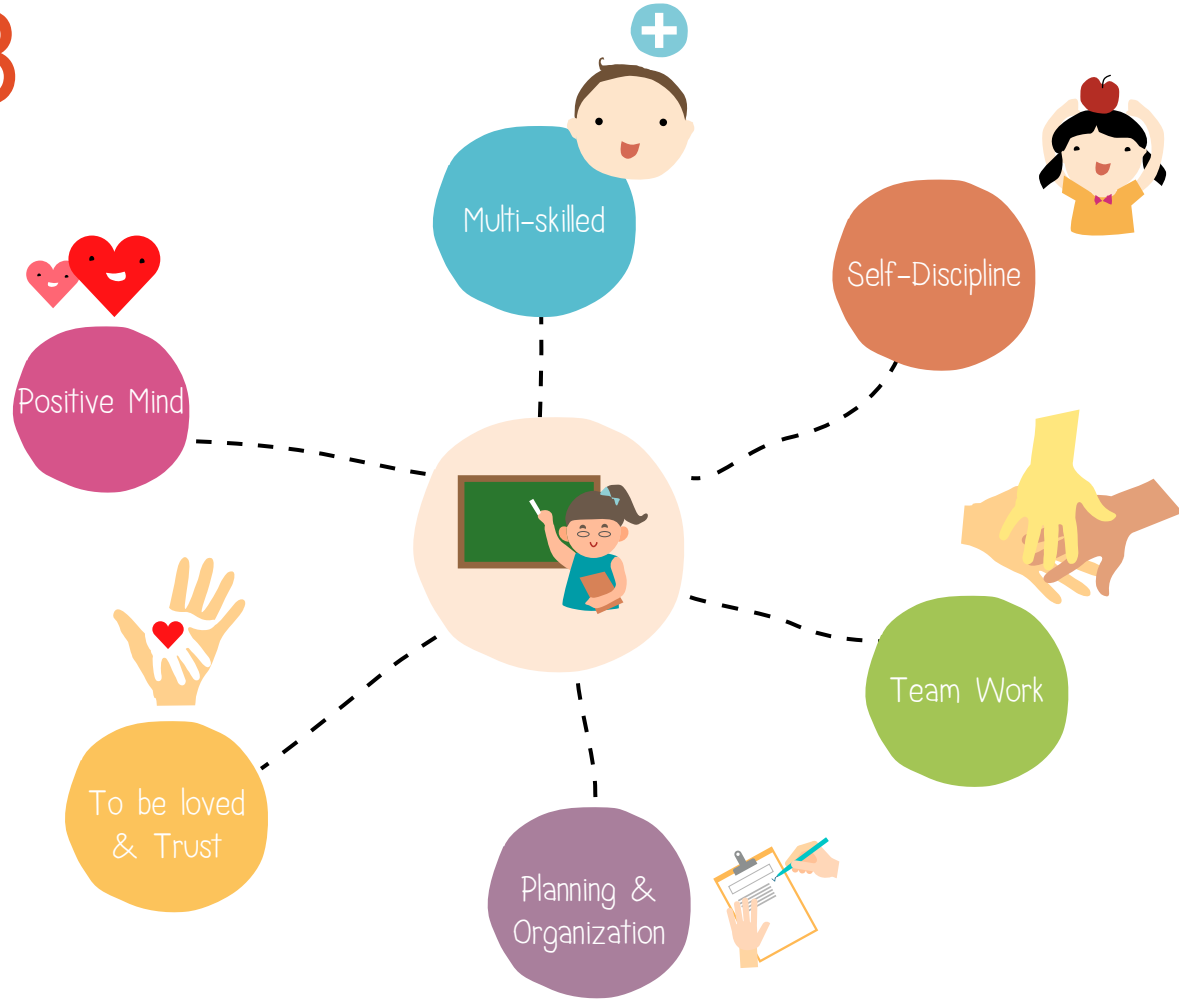 Multi-skilled
Self-Discipline
Positive Mind
Team Work
To be loved
& Trust
Planning &
Organization